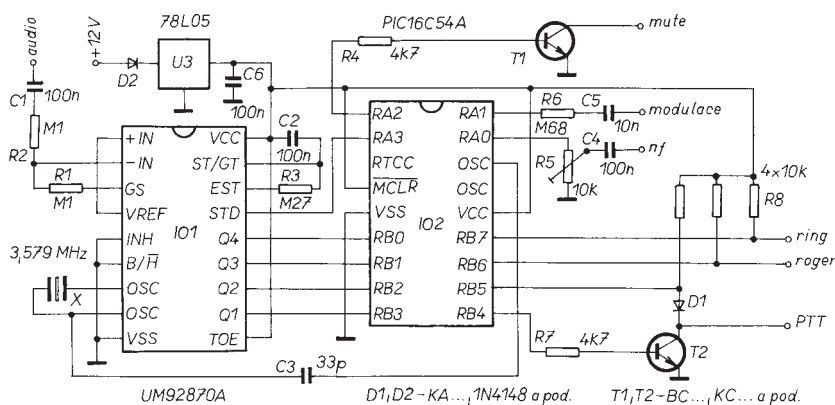 audio
+12V
78L05
U3
D2
C6
100n
PIC16C54A
R4
4k7
T1
mute
C1
100n
M1
R2
R1
M1
+IN
-IN
GS
VREF
INH
B/H̅
OSC
OSC
VSS
IO1
VCC
ST/GT
EST
STD
Q4
Q3
Q2
Q1
TOE
C2
100n
R3
M27
RA2
RA3
RTCC
M̅C̅L̅R̅
VSS
RB0
RB1
RB2
RB3
IO2
RA1
RA0
OSC
OSC
VCC
RB7
RB6
RB5
RB4
R6
M68
C5
10n
modulace
R5
10K
C4
100n
nf
4×10k
R8
ring
roger
D1
PTT
R7
4k7
T2
3,579 MHz
X
C3
33p
UM92870A
D1,D2-KA...,1N4148 a pod.
T1,T2-BC...,KC... a pod.